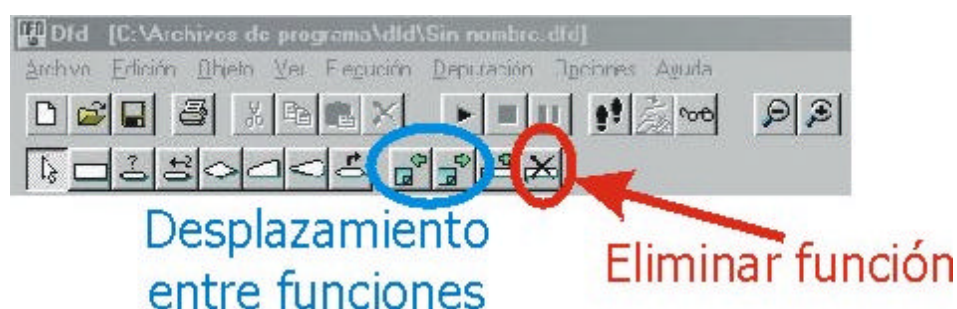 Dfd [C:\Archivos de programa\dfd\Sin nombre.dfd]
Archivo Edición Objeto Ver Ejecución Depuración Opciones Ayuda
Desplazamiento
entre funciones
Eliminar función